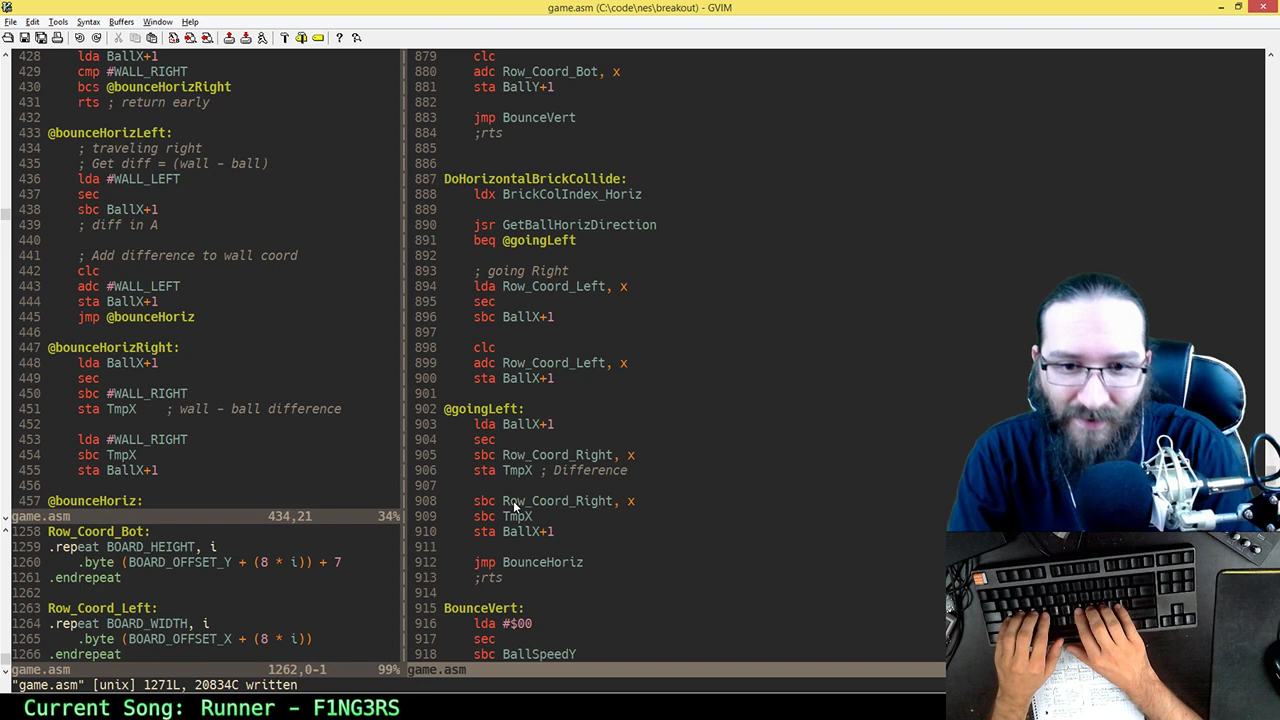 game.asm (C:\code\nes\breakout) - GVIM
File Edit Tools Syntax Buffers Window Help
428 lda BallX+1
429 cmp #WALL_RIGHT
430 bcs @bounceHorizRight
431 rts ; return early
432
433 @bounceHorizLeft:
434 ; traveling right
435 ; Get diff = (wall - ball)
436 lda #WALL_LEFT
437 sec
438 sbc BallX+1
439 ; diff in A
440
441 ; Add difference to wall coord
442 clc
443 adc #WALL_LEFT
444 sta BallX+1
445 jmp @bounceHoriz
446
447 @bounceHorizRight:
448 lda BallX+1
449 sec
450 sbc #WALL_RIGHT
451 sta TmpX ; wall - ball difference
452
453 lda #WALL_RIGHT
454 sbc TmpX
455 sta BallX+1
456
457 @bounceHoriz:
game.asm 434,21 34%
1258 Row_Coord_Bot:
1259 .repeat BOARD_HEIGHT, i
1260 .byte (BOARD_OFFSET_Y + (8 * i)) + 7
1261 .endrepeat
1262
1263 Row_Coord_Left:
1264 .repeat BOARD_WIDTH, i
1265 .byte (BOARD_OFFSET_X + (8 * i))
1266 .endrepeat
game.asm 1262,0-1 99%
879 clc
880 adc Row_Coord_Bot, x
881 sta BallY+1
882
883 jmp BounceVert
884 ;rts
885
886
887 DoHorizontalBrickCollide:
888 ldx BrickColIndex_Horiz
889
890 jsr GetBallHorizDirection
891 beq @goingLeft
892
893 ; going Right
894 lda Row_Coord_Left, x
895 sec
896 sbc BallX+1
897
898 clc
899 adc Row_Coord_Left, x
900 sta BallX+1
901
902 @goingLeft:
903 lda BallX+1
904 sec
905 sbc Row_Coord_Right, x
906 sta TmpX ; Difference
907
908 sbc Row_Coord_Right, x
909 sbc TmpX
910 sta BallX+1
911
912 jmp BounceHoriz
913 ;rts
914
915 BounceVert:
916 lda #$00
917 sec
918 sbc BallSpeedY
game.asm
"game.asm" [unix] 1271L, 20834C written
Current Song: Runner - F1NG3RS